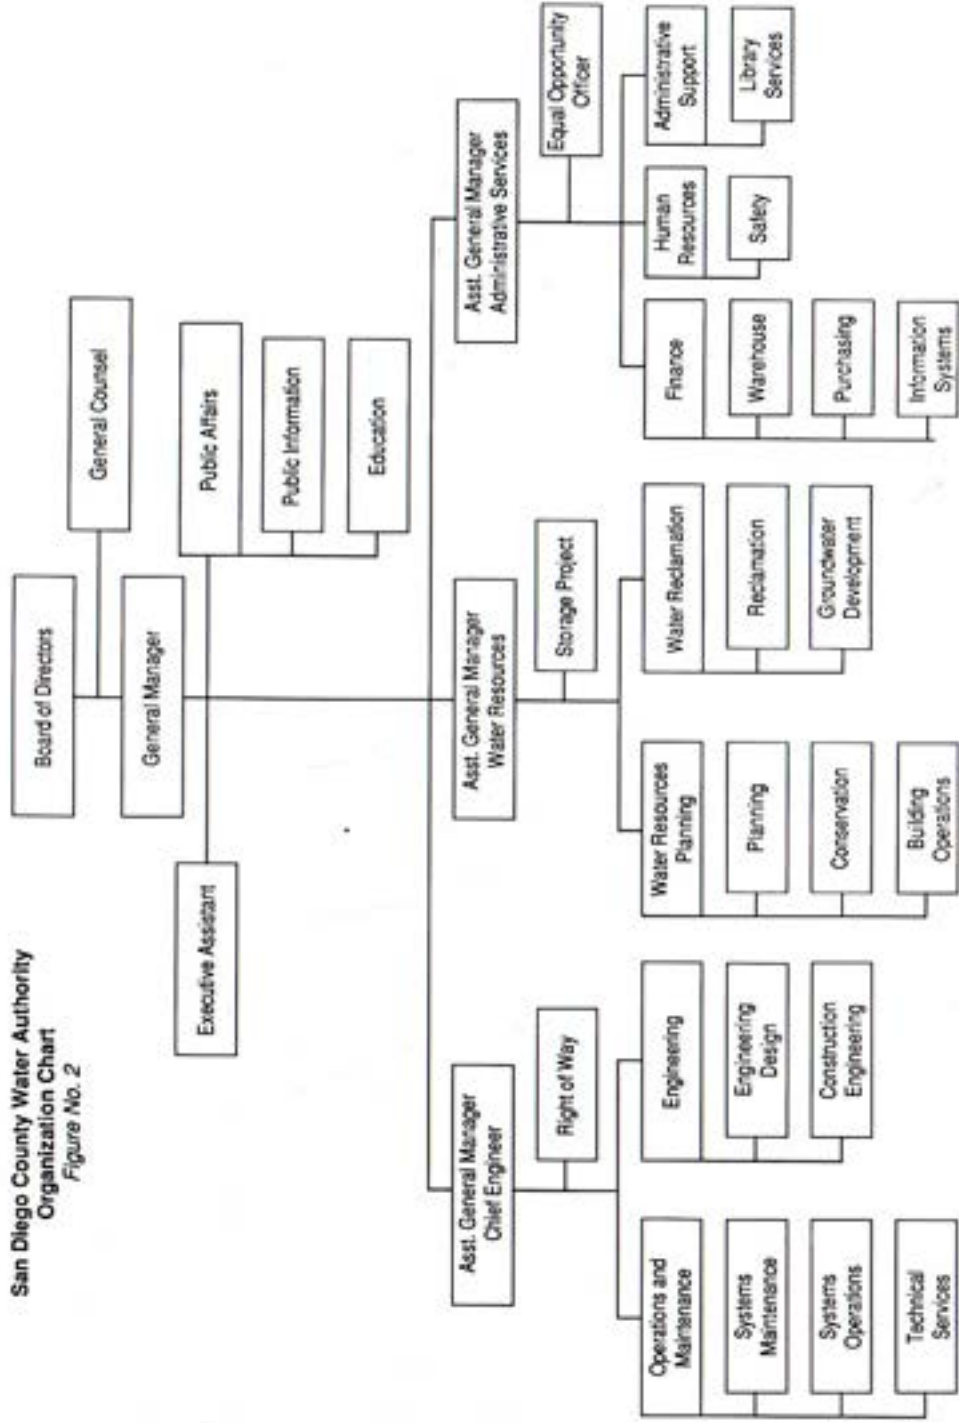 San Diego County Water Authority
Organization Chart
Figure No. 2
Board of Directors
General Counsel
General Manager
Executive Assistant
Public Affairs
Public Information
Education
Asst. General Manager
Chief Engineer
Right of Way
Operations and
Maintenance
Systems
Maintenance
Systems
Operations
Technical
Services
Engineering
Engineering
Design
Construction
Engineering
Asst. General Manager
Water Resources
Storage Project
Water Resources
Planning
Planning
Conservation
Building
Operations
Water Reclamation
Reclamation
Groundwater
Development
Asst. General Manager
Administrative Services
Equal Opportunity
Officer
Finance
Warehouse
Purchasing
Information
Systems
Human
Resources
Safety
Administrative
Support
Library
Services